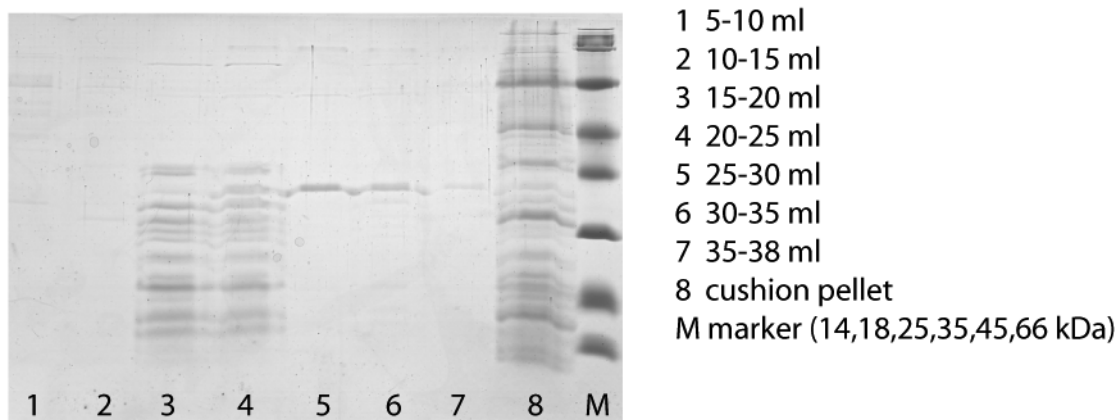 1 5-10 ml
2 10-15 ml
3 15-20 ml
4 20-25 ml
5 25-30 ml
6 30-35 ml
7 35-38 ml
8 cushion pellet
M marker (14,18,25,35,45,66 kDa)
1 2 3 4 5 6 7 8 M